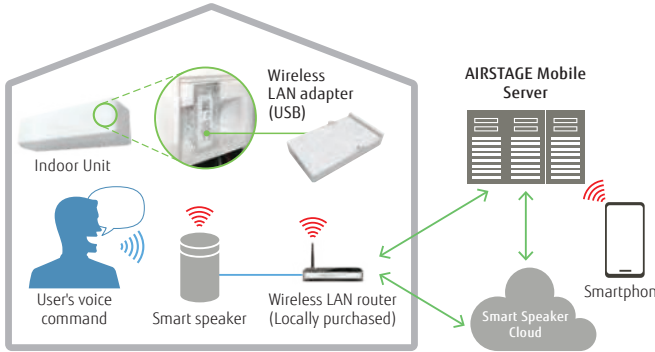 Wireless
LAN adapter
(USB)
AIRSTAGE Mobile
Server
Indoor Unit
User's voice
command
Smart speaker
Wireless LAN router
(Locally purchased)
Smart Speaker
Cloud
Smartphon